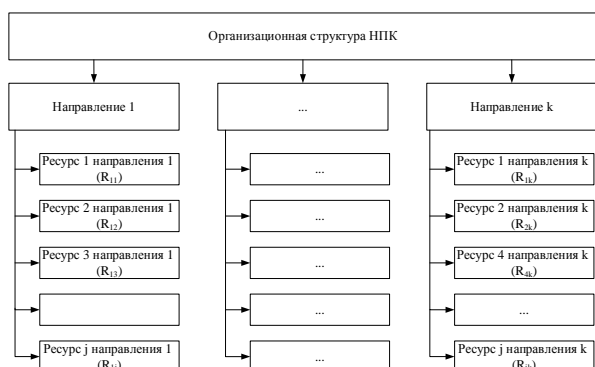 Организационная структура НПК
Направление 1
...
Направление k
Ресурс 1 направления 1
(R11)
...
Ресурс 1 направления k
(R1k)
Ресурс 2 направления 1
(R12)
...
Ресурс 2 направления k
(R2k)
Ресурс 3 направления 1
(R13)
...
Ресурс 4 направления k
(R4k)
...
...
Ресурс j направления 1
(R1j)
...
Ресурс j направления k
(Rjk)